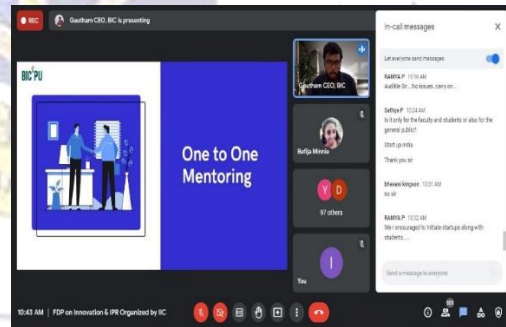 REC
Gautham CEO, BIC is presenting
BIC PU
One to One
Mentoring
Gautham CEO, BIC
Befija Minnie
Y D
97 others
I
You
In-call messages
Let everyone send messages
RAMYA P 10:16 AM
Audible Sir...No issues..carry on..
Sathya P 10:24 AM
Is it only for the faculty and students or also for the
general public?
Start up india
Thank you sir
bhavani kingson 10:31 AM
no sir
RAMYA P 10:32 AM
We r encouraged to initiate startups along with
students.....
Send a message to everyone
10:43 AM | FDP on Innovation & IPR Organized by IIC